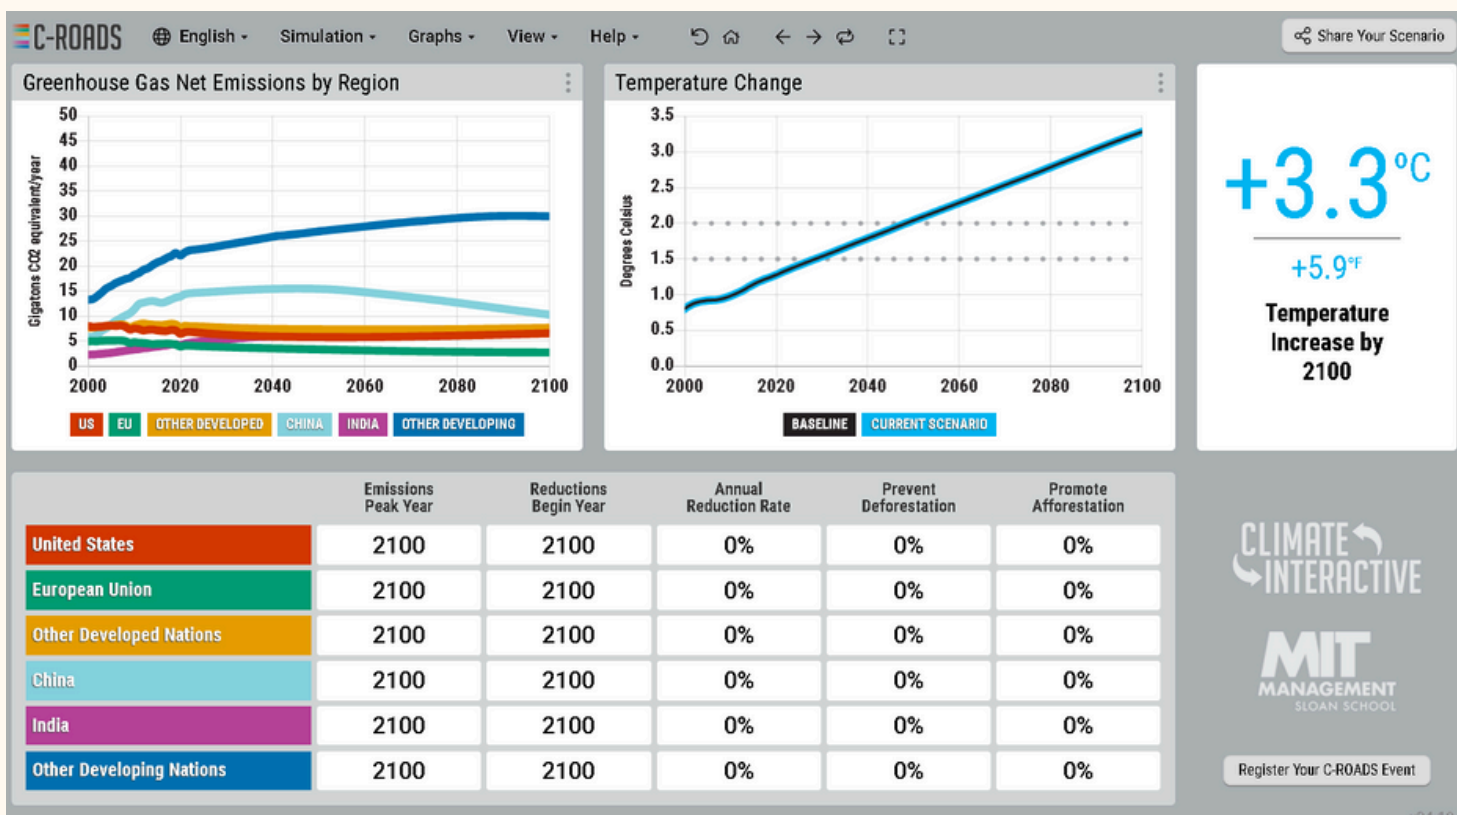 C-ROADS English Simulation Graphs View Help Share Your Scenario
Greenhouse Gas Net Emissions by Region
Gigatons CO2 equivalent/year
50
45
40
35
30
25
20
15
10
5
0
2000 2020 2040 2060 2080 2100
US EU OTHER DEVELOPED CHINA INDIA OTHER DEVELOPING
Temperature Change
Degrees Celsius
3.5
3.0
2.5
2.0
1.5
1.0
0.5
0.0
2000 2020 2040 2060 2080 2100
BASELINE CURRENT SCENARIO
+3.3°C
+5.9°F
Temperature
Increase by
2100
Emissions Peak Year Reductions Begin Year Annual Reduction Rate Prevent Deforestation Promote Afforestation
United States 2100 2100 0% 0% 0%
European Union 2100 2100 0% 0% 0%
Other Developed Nations 2100 2100 0% 0% 0%
China 2100 2100 0% 0% 0%
India 2100 2100 0% 0% 0%
Other Developing Nations 2100 2100 0% 0% 0%
CLIMATE
INTERACTIVE
MIT
MANAGEMENT
SLOAN SCHOOL
Register Your C-ROADS Event